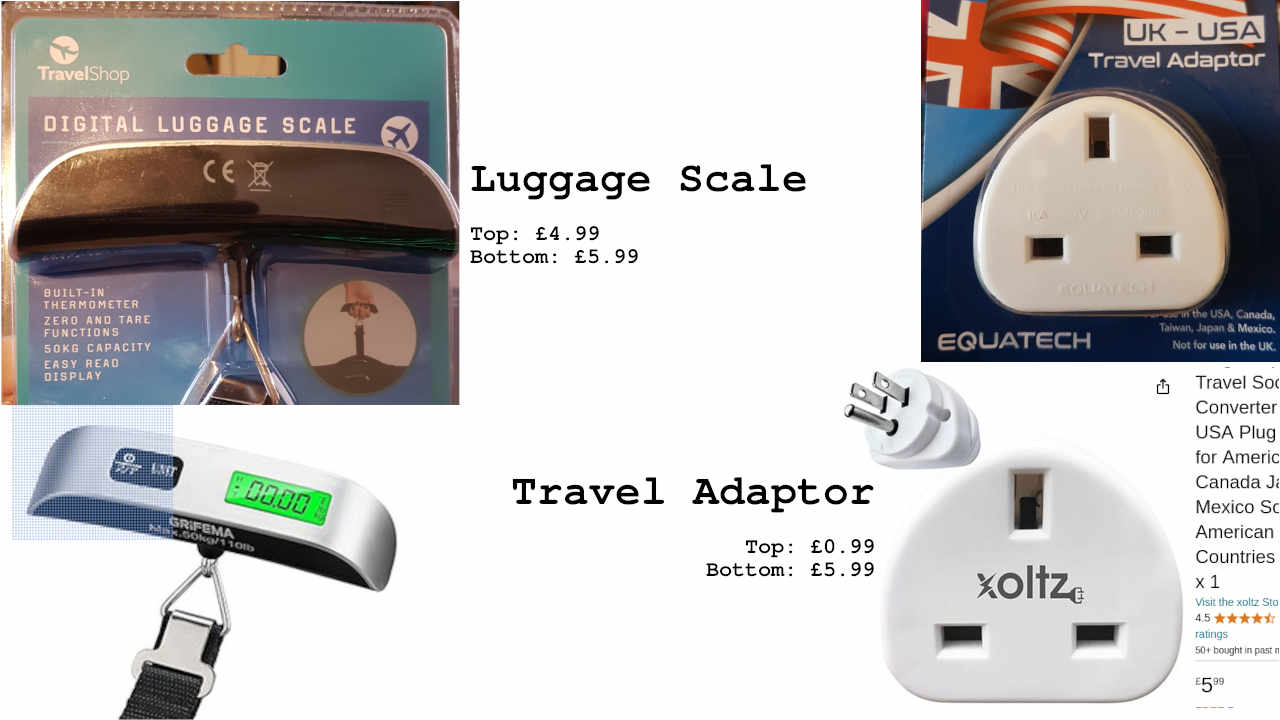 TravelShop
DIGITAL LUGGAGE SCALE
CE
BUILT-IN
THERMOMETER
ZERO AND TARE
FUNCTIONS
50KG CAPACITY
EASY READ
DISPLAY
Luggage Scale
Top: £4.99
Bottom: £5.99
UK - USA
Travel Adaptor
EQUATECH
For use in the USA, Canada,
Taiwan, Japan & Mexico.
EQUATECH
Not for use in the UK.
UNIT
00.00
GRIFEMA
Max.50kg/110lb
Travel Adaptor
Top: £0.99
Bottom: £5.99
xoltz
Travel Soc
Converter
USA Plug
for Americ
Canada Ja
Mexico So
American
Countries
x 1
Visit the xoltz Sto
4.5
ratings
50+ bought in past m
£5.99